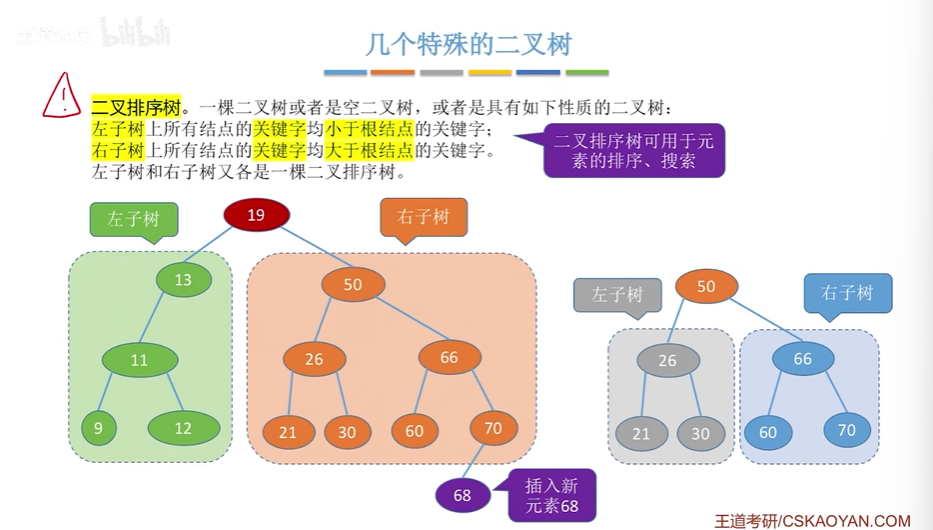 王道考研 bilibili
几个特殊的二叉树
二叉排序树。一棵二叉树或者是空二叉树，或者是具有如下性质的二叉树：
左子树上所有结点的关键字均小于根结点的关键字；
右子树上所有结点的关键字均大于根结点的关键字。
左子树和右子树又各是一棵二叉排序树。
二叉排序树可用于元
素的排序、搜索
左子树
19
右子树
13
50
11
26
66
9
12
21
30
60
70
68
插入新
元素68
左子树
50
右子树
26
66
21
30
60
70
王道考研/CSKAOYAN.COM